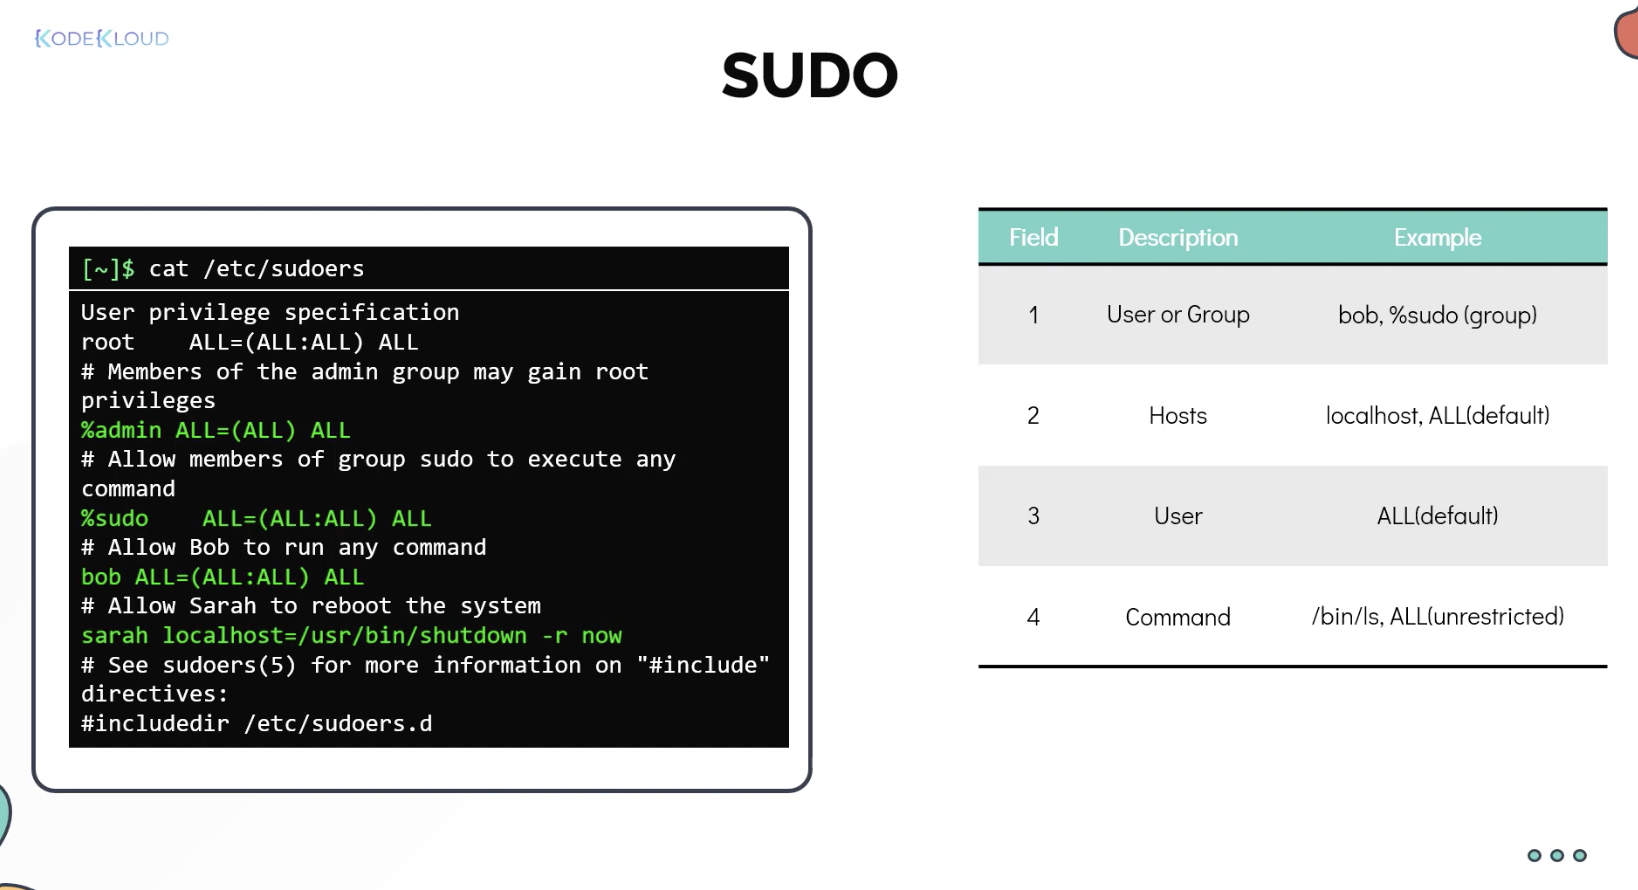 KODEKLOUD
SUDO
[~]$ cat /etc/sudoers
User privilege specification
root    ALL=(ALL:ALL) ALL
# Members of the admin group may gain root
privileges
%admin ALL=(ALL) ALL
# Allow members of group sudo to execute any
command
%sudo    ALL=(ALL:ALL) ALL
# Allow Bob to run any command
bob ALL=(ALL:ALL) ALL
# Allow Sarah to reboot the system
sarah localhost=/usr/bin/shutdown -r now
# See sudoers(5) for more information on "#include"
directives:
#includedir /etc/sudoers.d
Field Description Example
1 User or Group bob, %sudo (group)
2 Hosts localhost, ALL(default)
3 User ALL(default)
4 Command /bin/ls, ALL(unrestricted)